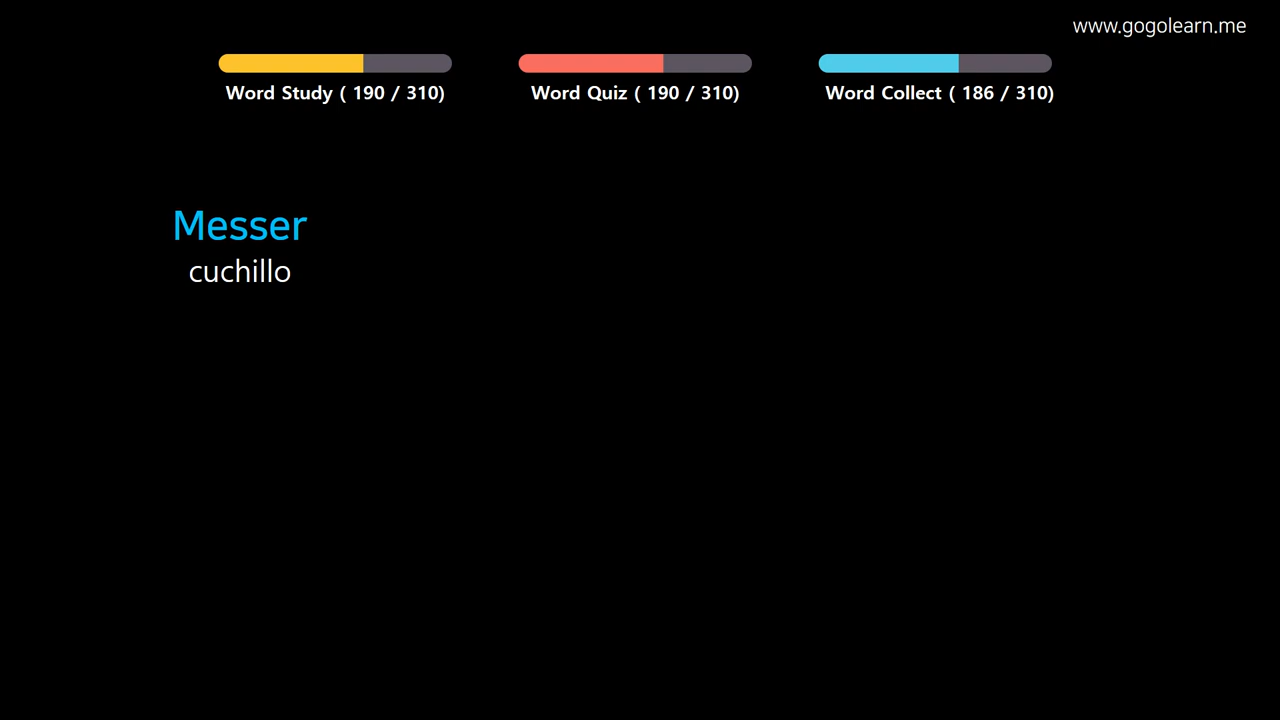 www.gogolearn.me
Word Study ( 190 / 310)
Word Quiz ( 190 / 310)
Word Collect ( 186 / 310)
Messer
cuchillo